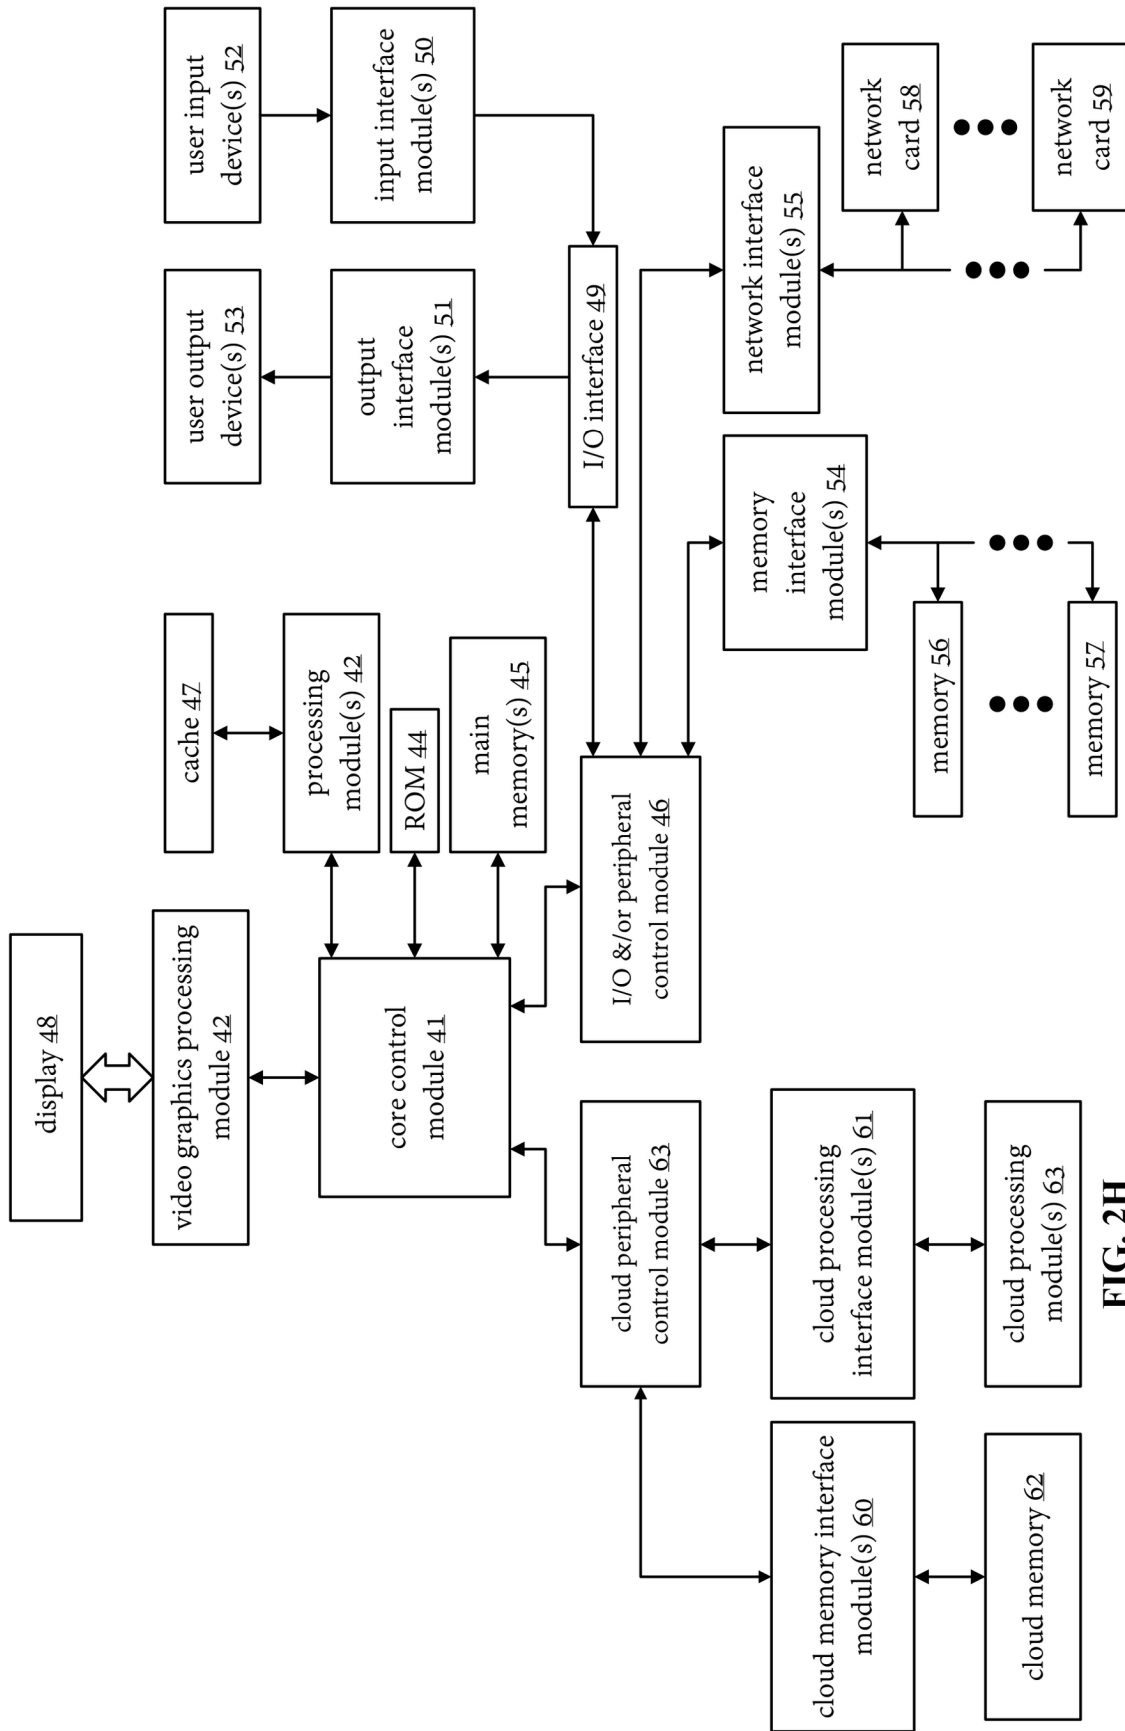 display 48
video graphics processing
module 42
core control
module 41
cache 47
processing
module(s) 42
ROM 44
main
memory(s) 45
user output
device(s) 53
user input
device(s) 52
output
interface
module(s) 51
input interface
module(s) 50
I/O interface 49
cloud peripheral
control module 63
I/O &/or peripheral
control module 46
cloud memory interface
module(s) 60
cloud processing
interface module(s) 61
memory
interface
module(s) 54
network interface
module(s) 55
cloud memory 62
cloud processing
module(s) 63
memory 56
memory 57
network
card 58
network
card 59
FIG. 2H